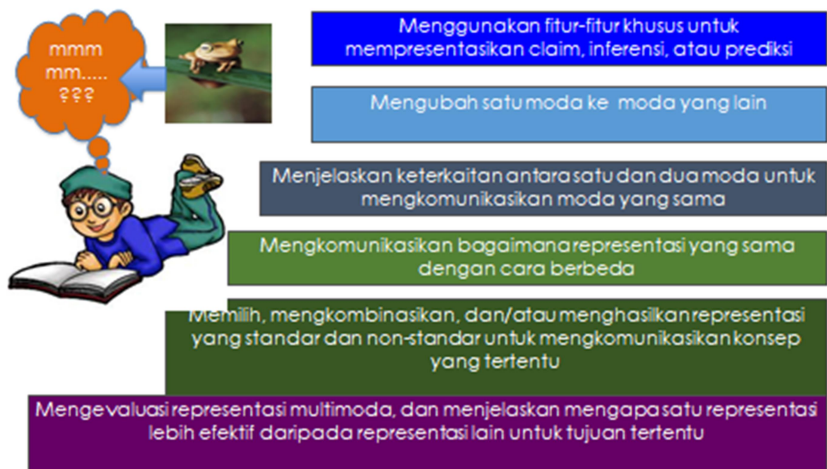 mmm
mm.....
???
Menggunakan fitur-fitur khusus untuk
mempresentasikan claim, inferensi, atau prediksi
Mengubah satu moda ke moda yang lain
Menjelaskan keterkaitan antara satu dan dua moda untuk
mengkomunikasikan moda yang sama
Mengkomunikasikan bagaimana representasi yang sama
dengan cara berbeda
Memilih, mengkombinasikan, dan/atau menghasilkan representasi
yang standar dan non-standar untuk mengkomunikasikan konsep
yang tertentu
Mengevaluasi representasi multimoda, dan menjelaskan mengapa satu representasi
lebih efektif daripada representasi lain untuk tujuan tertentu